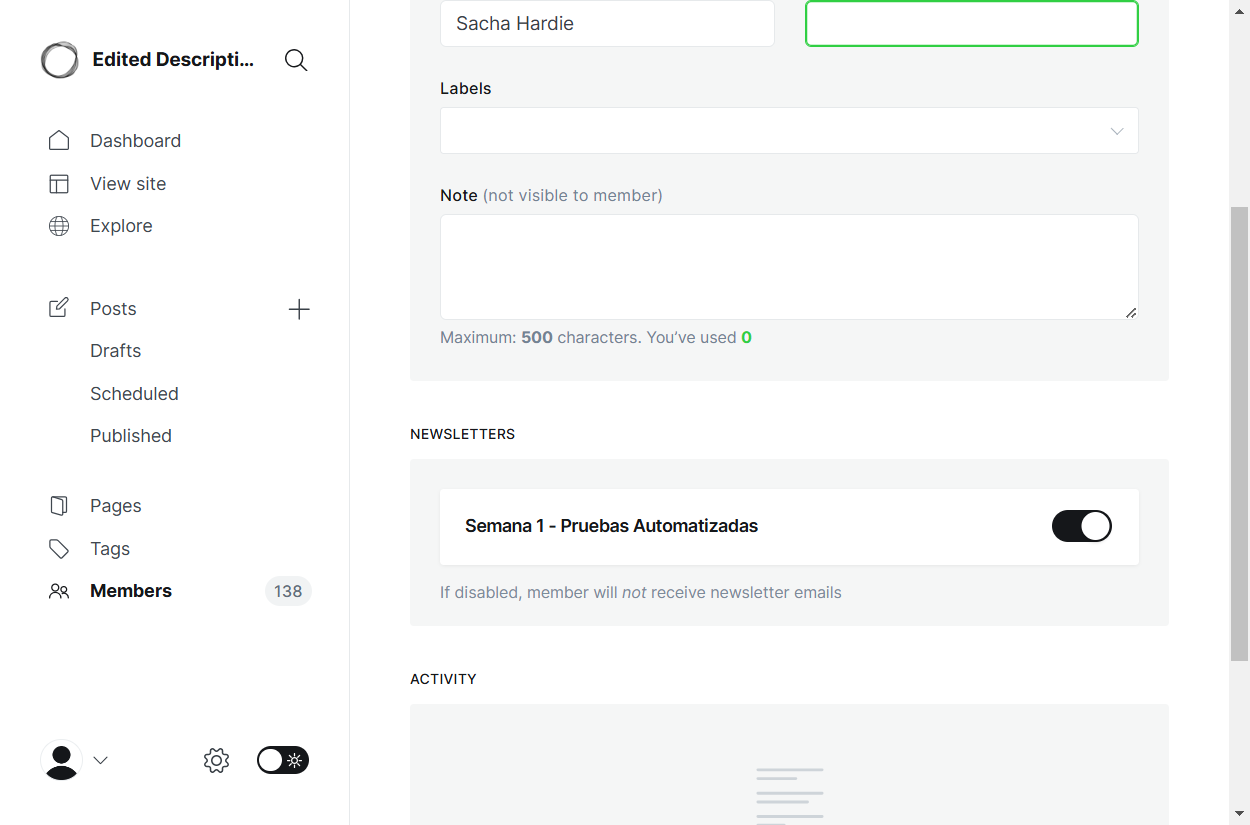 Edited Descripti...
Dashboard
View site
Explore
Posts
Drafts
Scheduled
Published
Pages
Tags
Members 138
Sacha Hardie
Labels
Note (not visible to member)
Maximum: 500 characters. You’ve used 0
NEWSLETTERS
Semana 1 - Pruebas Automatizadas
If disabled, member will not receive newsletter emails
ACTIVITY